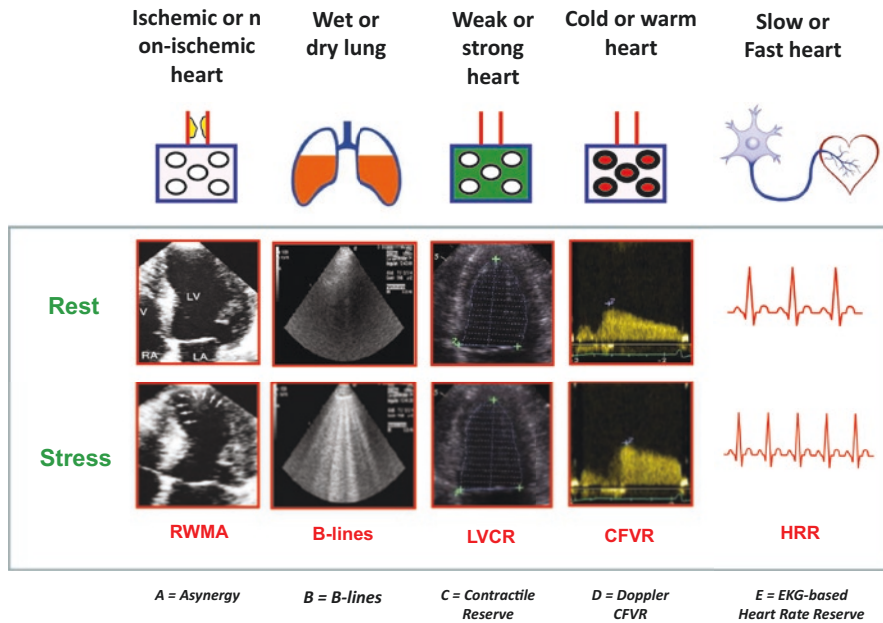 Ischemic or n
on-ischemic
heart
Wet or
dry lung
Weak or
strong
heart
Cold or warm
heart
Slow or
Fast heart
Rest
LV
V
RA
LA
5
Stress
5
RWMA
B-lines
LVCR
CFVR
HRR
A = Asynergy
B = B-lines
C = Contractile
Reserve
D = Doppler
CFVR
E = EKG-based
Heart Rate Reserve